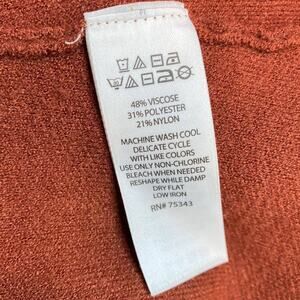 48% VISCOSE
31% POLYESTER
21% NYLON
MACHINE WASH COOL
DELICATE CYCLE
WITH LIKE COLORS
USE ONLY NON-CHLORINE
BLEACH WHEN NEEDED
RESHAPE WHILE DAMP
DRY FLAT
LOW IRON
RN# 75343